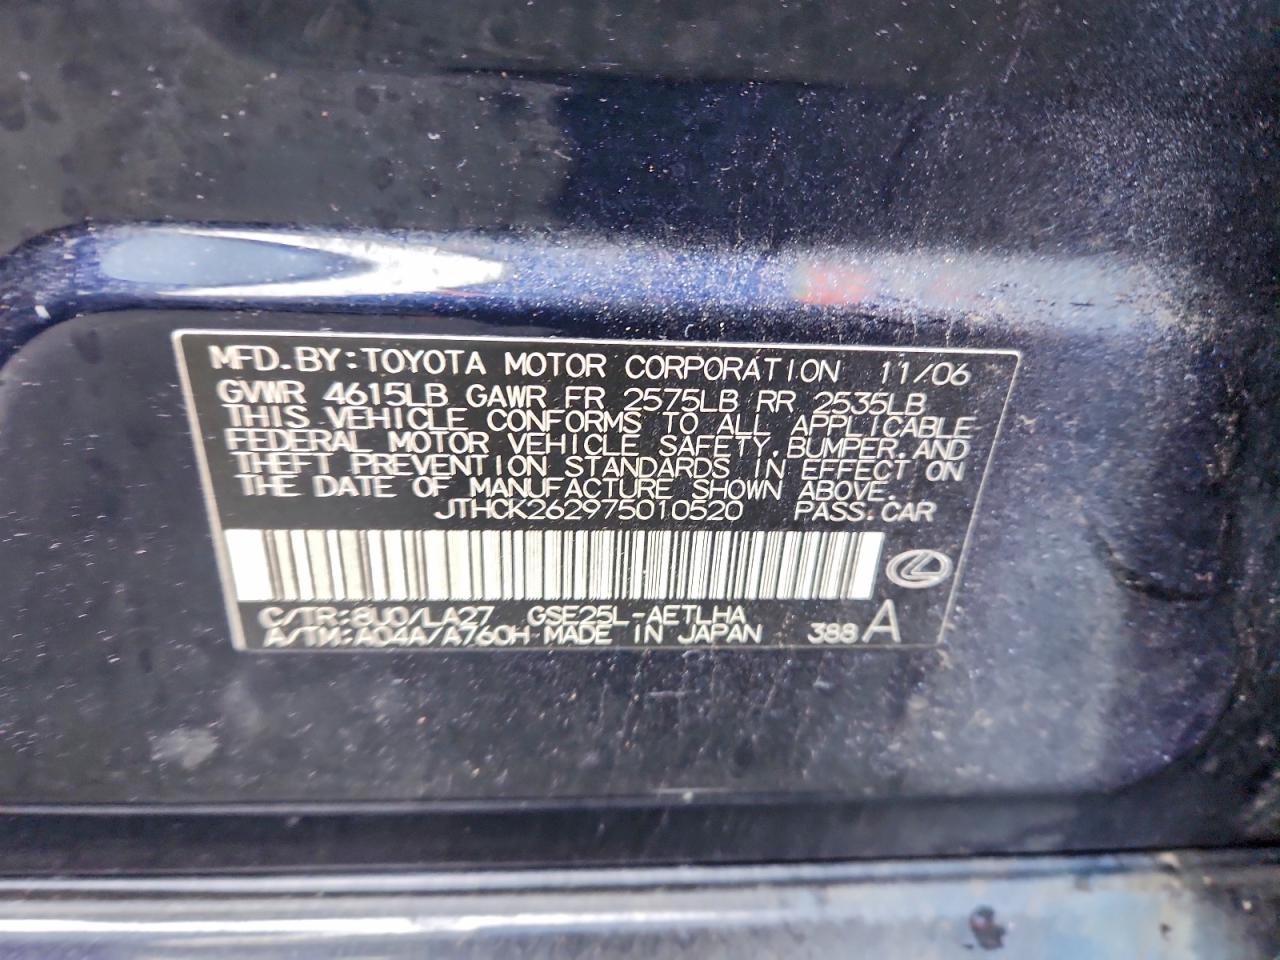 MFD.BY:TOYOTA MOTOR CORPORATION 11/06
GVWR 4615LB GAWR FR 2575LB RR 2535LB
THIS VEHICLE CONFORMS TO ALL APPLICABLE
FEDERAL MOTOR VEHICLE SAFETY,BUMPER,AND
THEFT PREVENTION STANDARDS IN EFFECT ON
THE DATE OF MANUFACTURE SHOWN ABOVE.
JTHCK262975010520 PASS.CAR
C/TR:8U0/LA27 GSE25L-AETLHA
A/TM:A04A/A760H MADE IN JAPAN 388 A